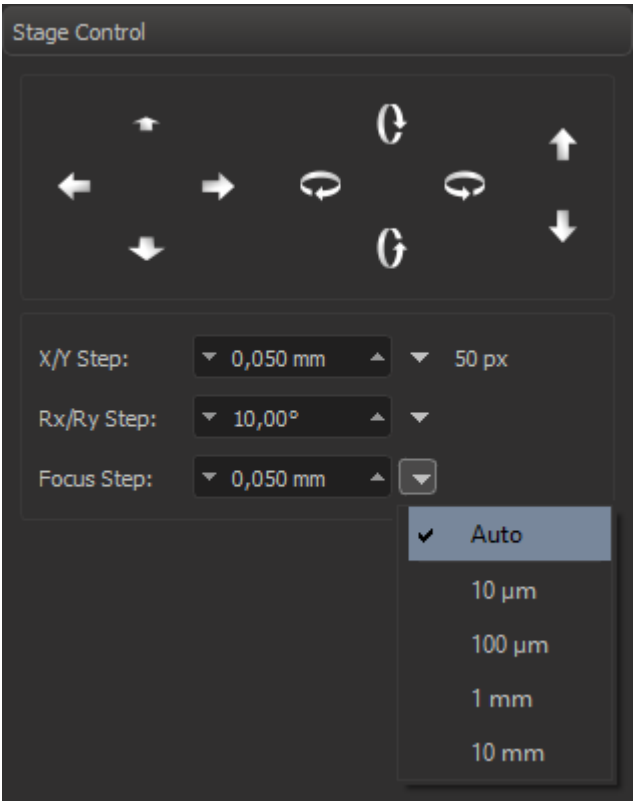 Stage Control
X/Y Step: 0,050 mm 50 px
Rx/Ry Step: 10,00°
Focus Step: 0,050 mm
Auto
10 µm
100 µm
1 mm
10 mm